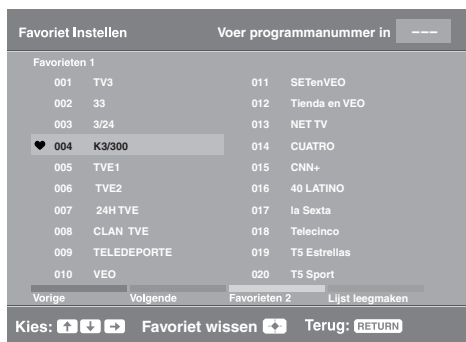 Favoriet Instellen
Voer programmanummer in ---
Favorieten 1
001 TV3
002 33
003 3/24
004 K3/300
005 TVE1
006 TVE2
007 24H TVE
008 CLAN TVE
009 TELEDEPORTE
010 VEO
011 SETenVEO
012 Tienda en VEO
013 NET TV
014 CUATRO
015 CNN+
016 40 LATINO
017 la Sexta
018 Telecinco
019 T5 Estrellas
020 T5 Sport
Vorige Volgende Favorieten 2 Lijst leegmaken
Kies: Favoriet wissen Terug: RETURN